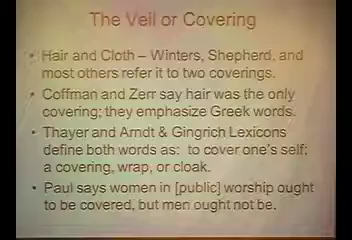 The Veil or Covering
• Hair and Cloth – Winters, Shepherd, and
most others refer it to two coverings.
• Coffman and Zerr say hair was the only
covering; they emphasize Greek words.
• Thayer and Arndt & Gingrich Lexicons
define both words as: to cover one's self;
a covering, wrap, or cloak.
• Paul says women in [public] worship ought
to be covered, but men ought not be.